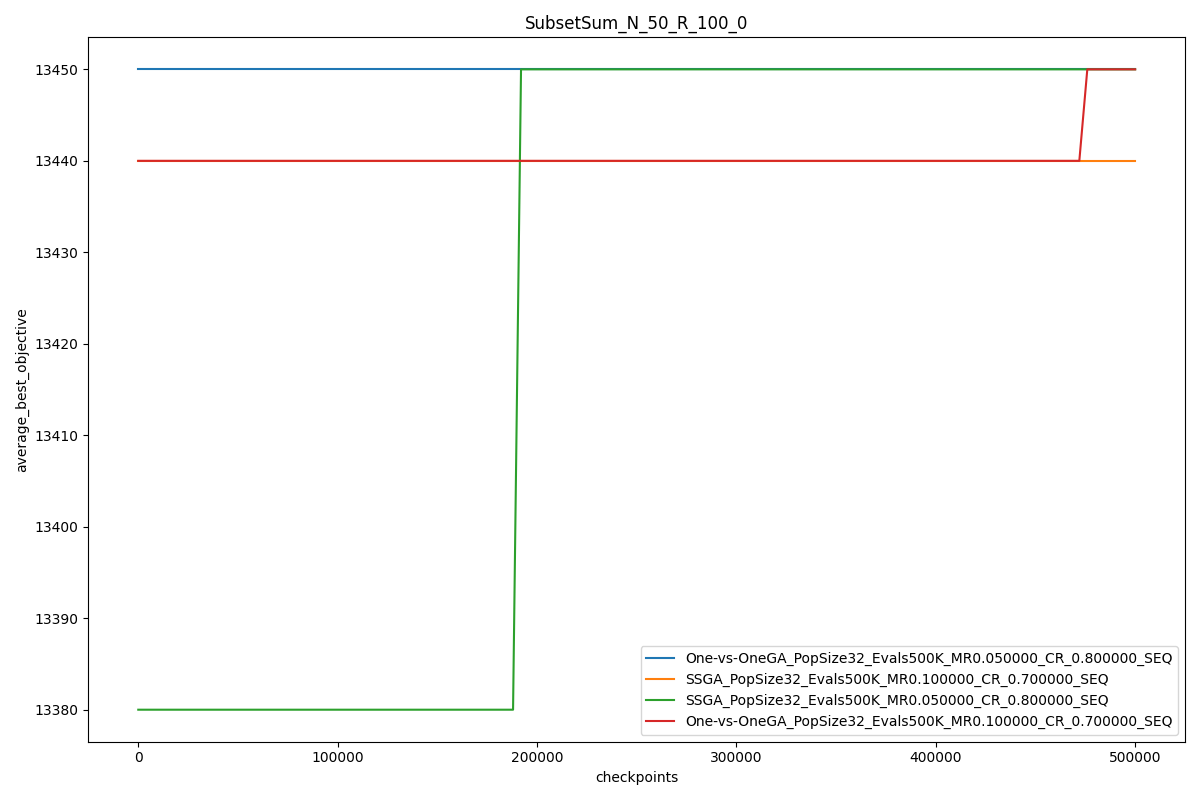 SubsetSum_N_50_R_100_0
13450
13440
13430
13420
13410
13400
13390
13380
average_best_objective
0 100000 200000 300000 400000 500000
checkpoints
One-vs-OneGA_PopSize32_Evals500K_MR0.050000_CR_0.800000_SEQ
SSGA_PopSize32_Evals500K_MR0.100000_CR_0.700000_SEQ
SSGA_PopSize32_Evals500K_MR0.050000_CR_0.800000_SEQ
One-vs-OneGA_PopSize32_Evals500K_MR0.100000_CR_0.700000_SEQ